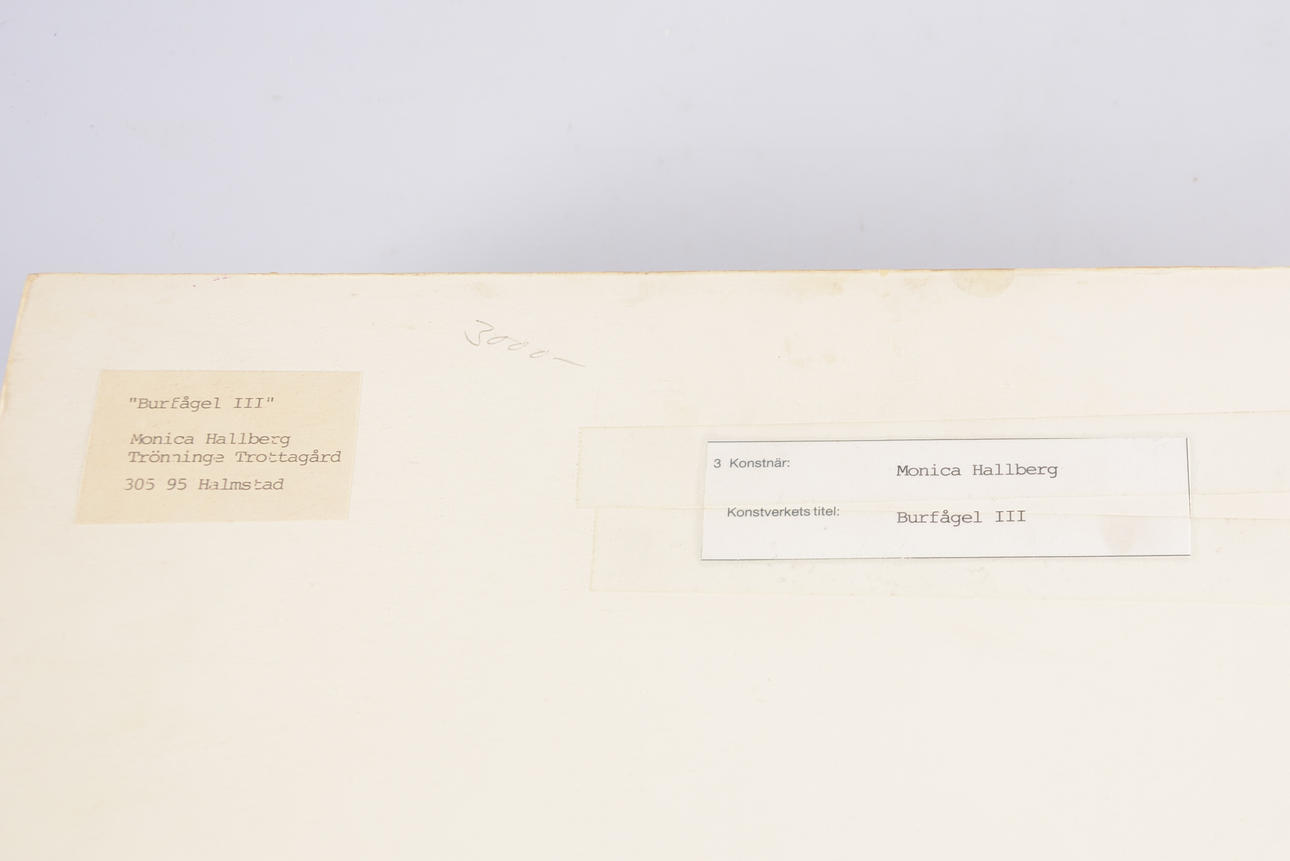 3000-
"Burfågel III"
Monica Hallberg
Trönninge Trottagård
305 95 Halmstad
3 Konstnär: Monica Hallberg
Konstverkets titel: Burfågel III